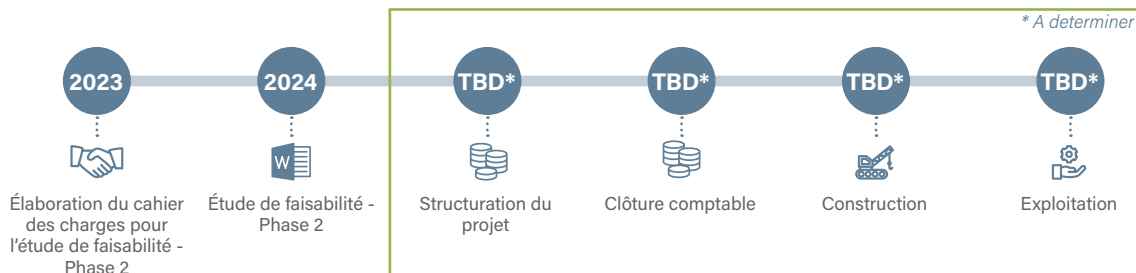 * A determiner
2023
2024
TBD*
TBD*
TBD*
TBD*
W
Élaboration du cahier
des charges pour
l'étude de faisabilité -
Phase 2
Étude de faisabilité -
Phase 2
Structuration du
projet
Clôture comptable
Construction
Exploitation